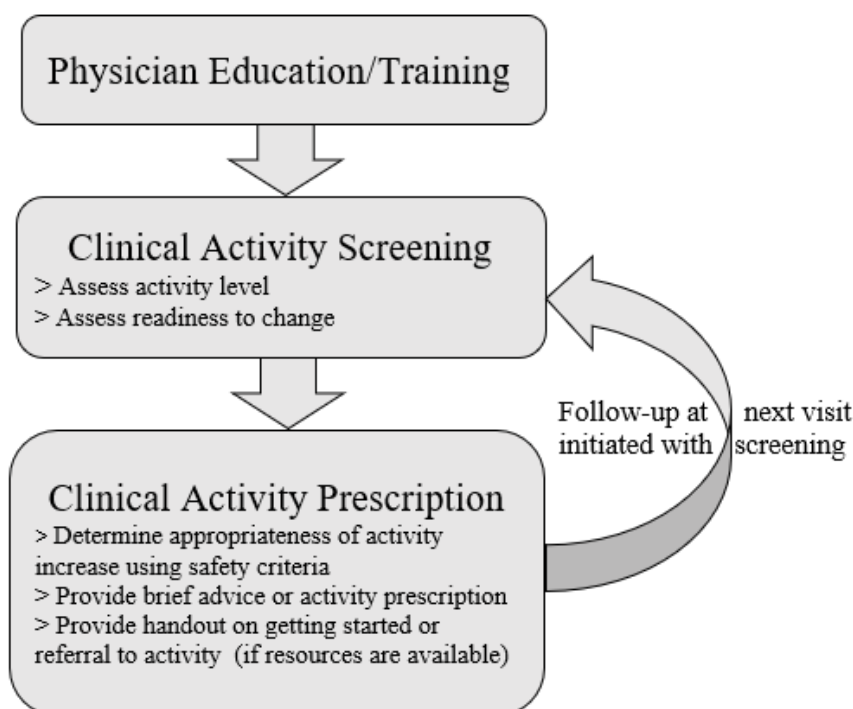 Physician Education/Training
Clinical Activity Screening
> Assess activity level
> Assess readiness to change
Follow-up at next visit
initiated with screening
Clinical Activity Prescription
> Determine appropriateness of activity
increase using safety criteria
> Provide brief advice or activity prescription
> Provide handout on getting started or
referral to activity (if resources are available)